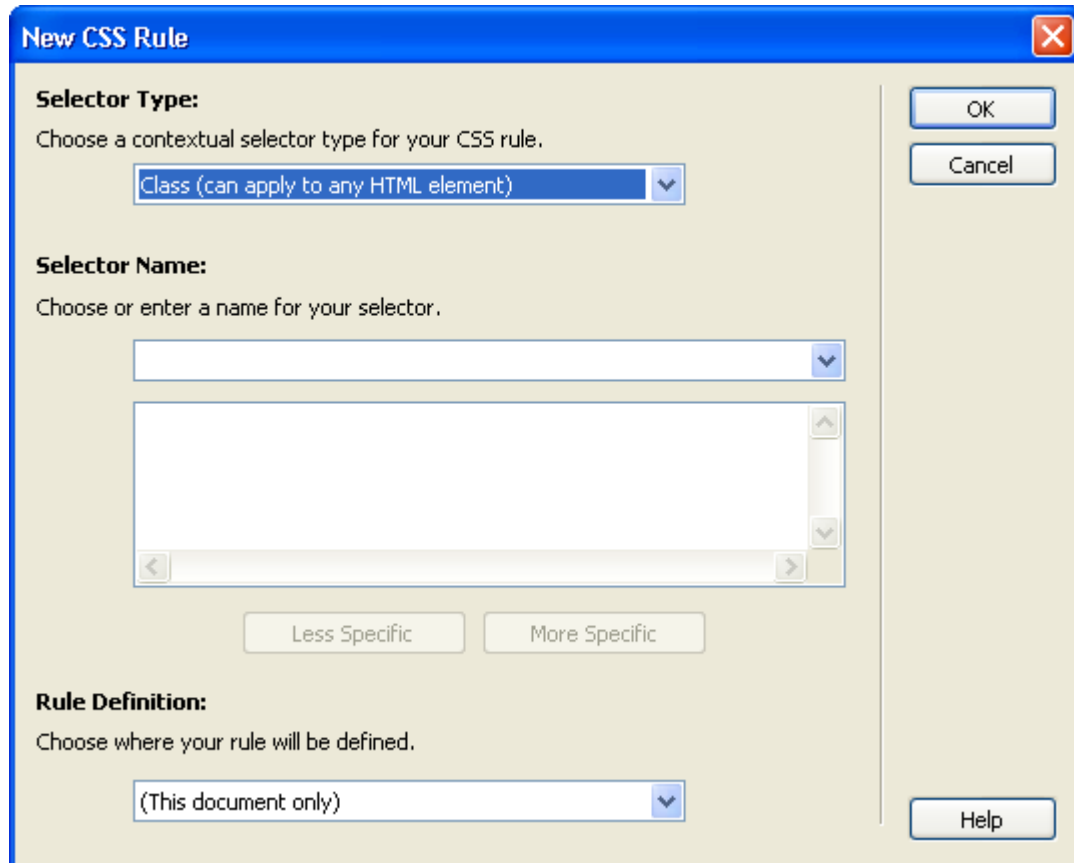 New CSS Rule
Selector Type:
Choose a contextual selector type for your CSS rule.
Class (can apply to any HTML element)
OK
Cancel
Selector Name:
Choose or enter a name for your selector.
Less Specific
More Specific
Rule Definition:
Choose where your rule will be defined.
(This document only)
Help